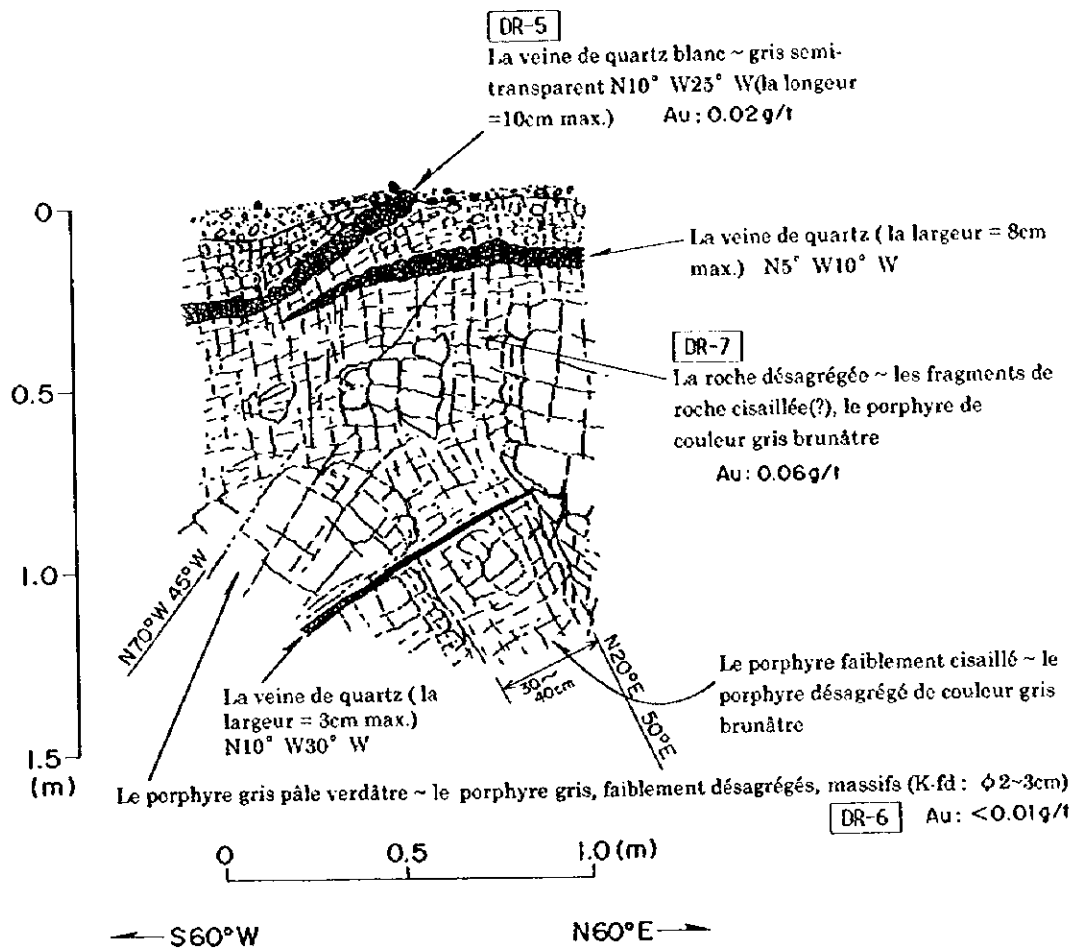 DR-5
La veine de quartz blanc ~ gris semi-
transparent N10° W25° W(la longeur
=10cm max.) Au: 0.02g/t
0
La veine de quartz ( la largeur = 8cm
max.) N5° W10° W
DR-7
La roche désagrégée ~ les fragments de
roche cisaillée(?), le porphyre de
couleur gris brunâtre
Au: 0.06g/t
0.5
1.0
N70°W 45°W
30~
40cm
N20°E 50°E
Le porphyre faiblement cisaillé ~ le
porphyre désagrégé de couleur gris
brunâtre
La veine de quartz ( la
largeur = 3cm max.)
N10° W30° W
1.5
(m)
Le porphyre gris pâle verdâtre ~ le porphyre gris, faiblement désagrégés, massifs (K-fd : ϕ2~3cm)
DR-6 Au: <0.01g/t
0 0.5 1.0 (m)
S60°W N60°E